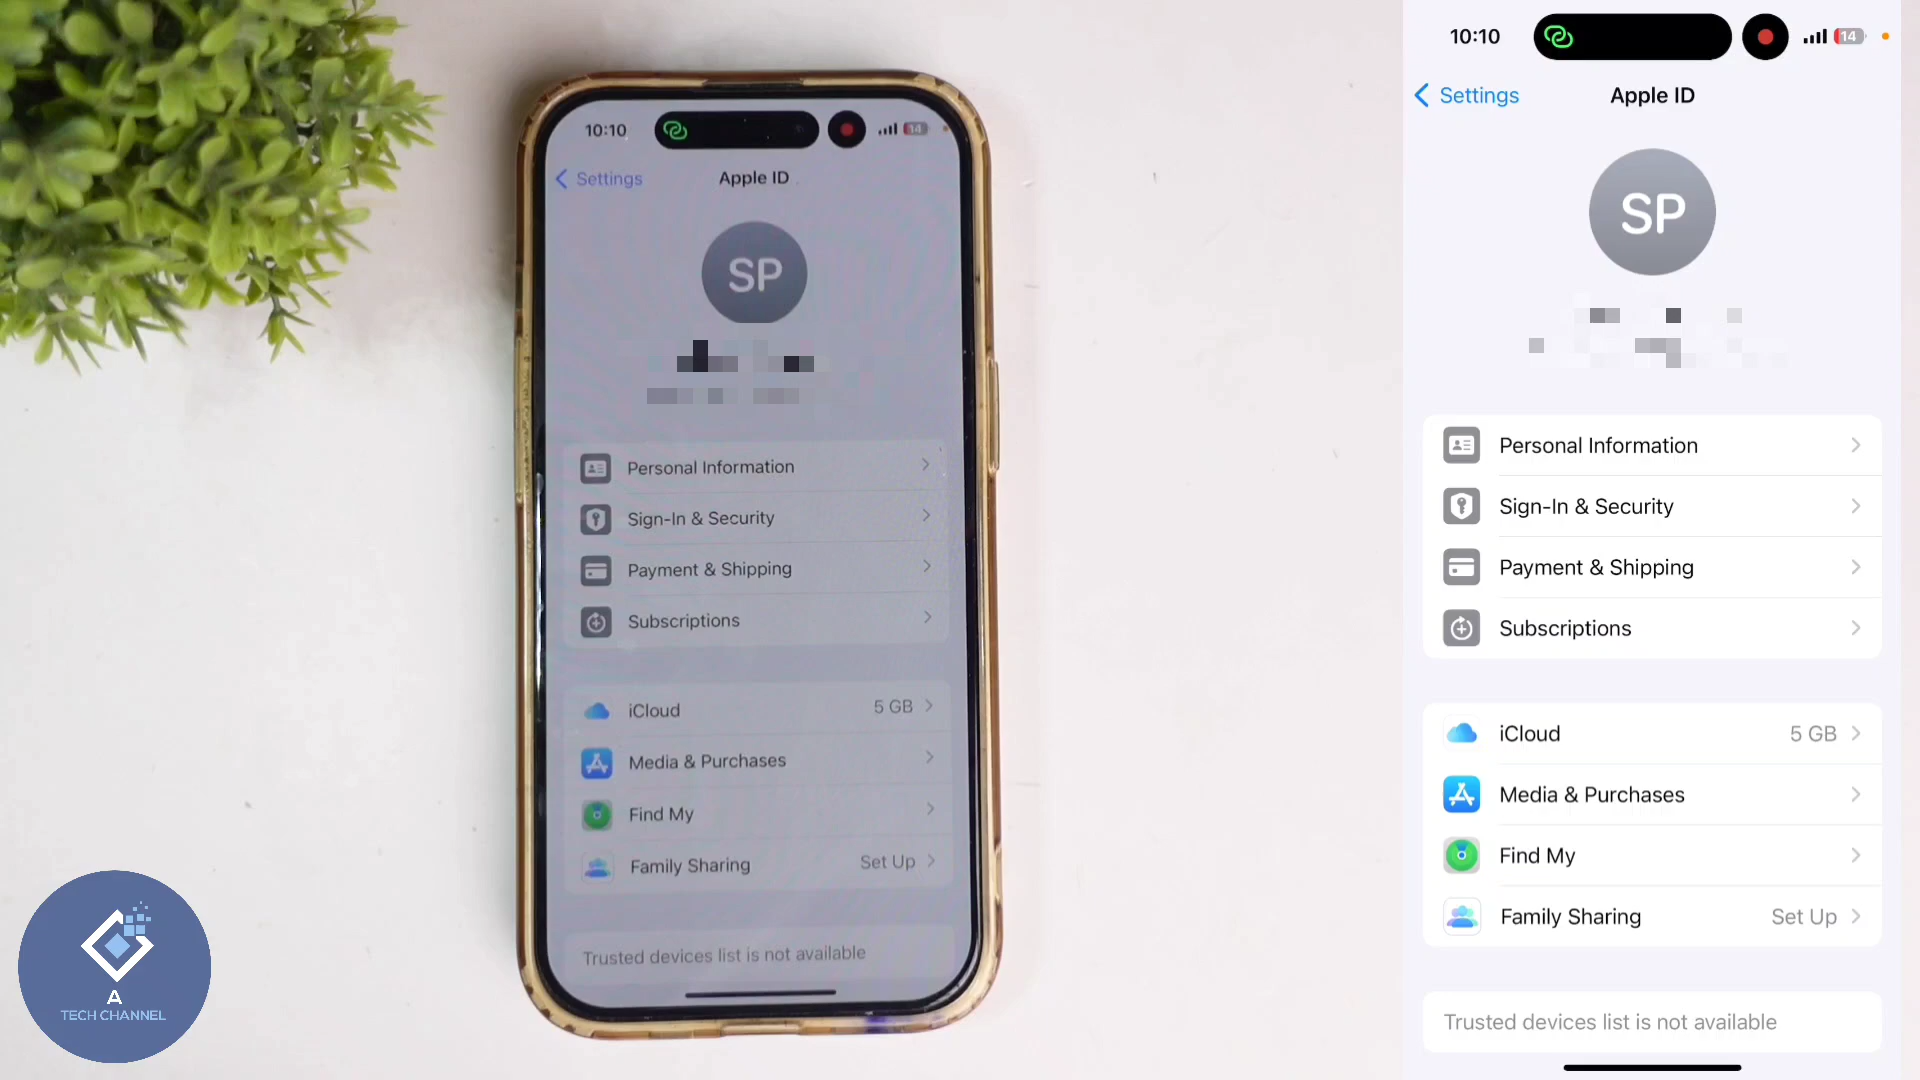 10:10
14
Settings
Apple ID
SP
Personal Information
Sign-In & Security
Payment & Shipping
Subscriptions
iCloud 5 GB
Media & Purchases
Find My
Family Sharing Set Up
Trusted devices list is not available
A
TECH CHANNEL
10:10
14
Settings
Apple ID
SP
Personal Information
Sign-In & Security
Payment & Shipping
Subscriptions
iCloud 5 GB
Media & Purchases
Find My
Family Sharing Set Up
Trusted devices list is not available